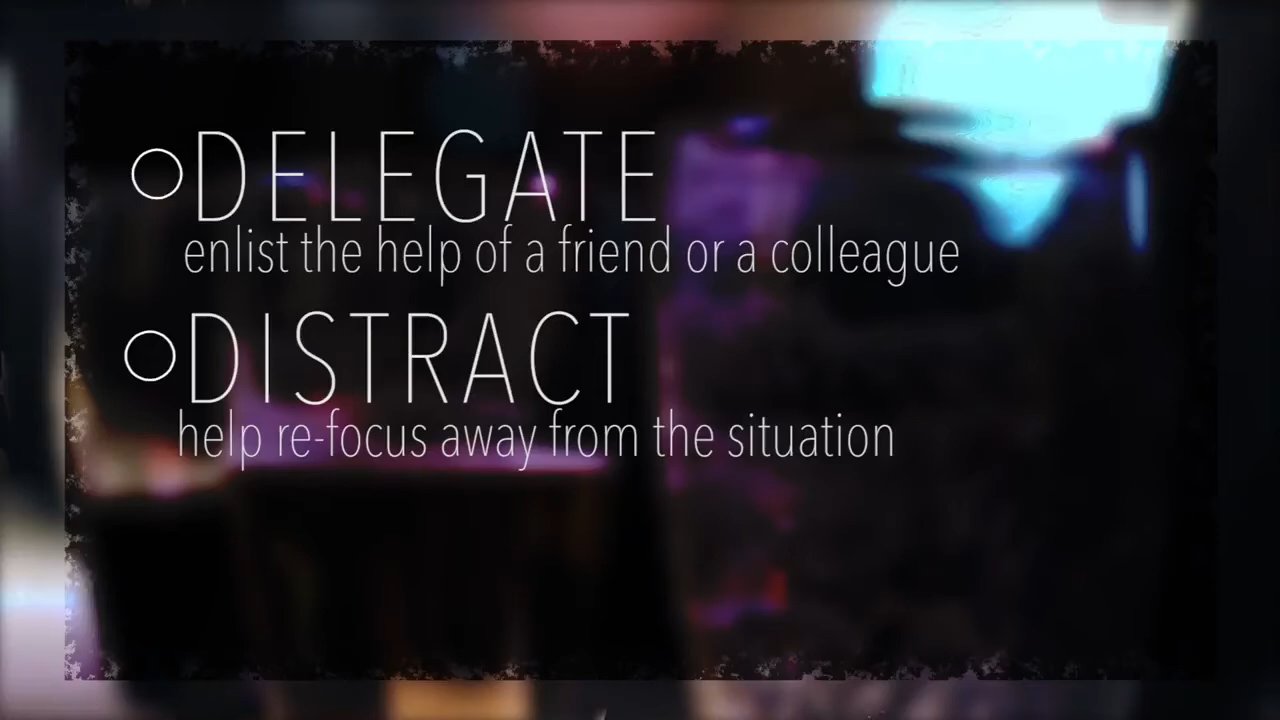 DELEGATE
enlist the help of a friend or a colleague
DISTRACT
help re-focus away from the situation